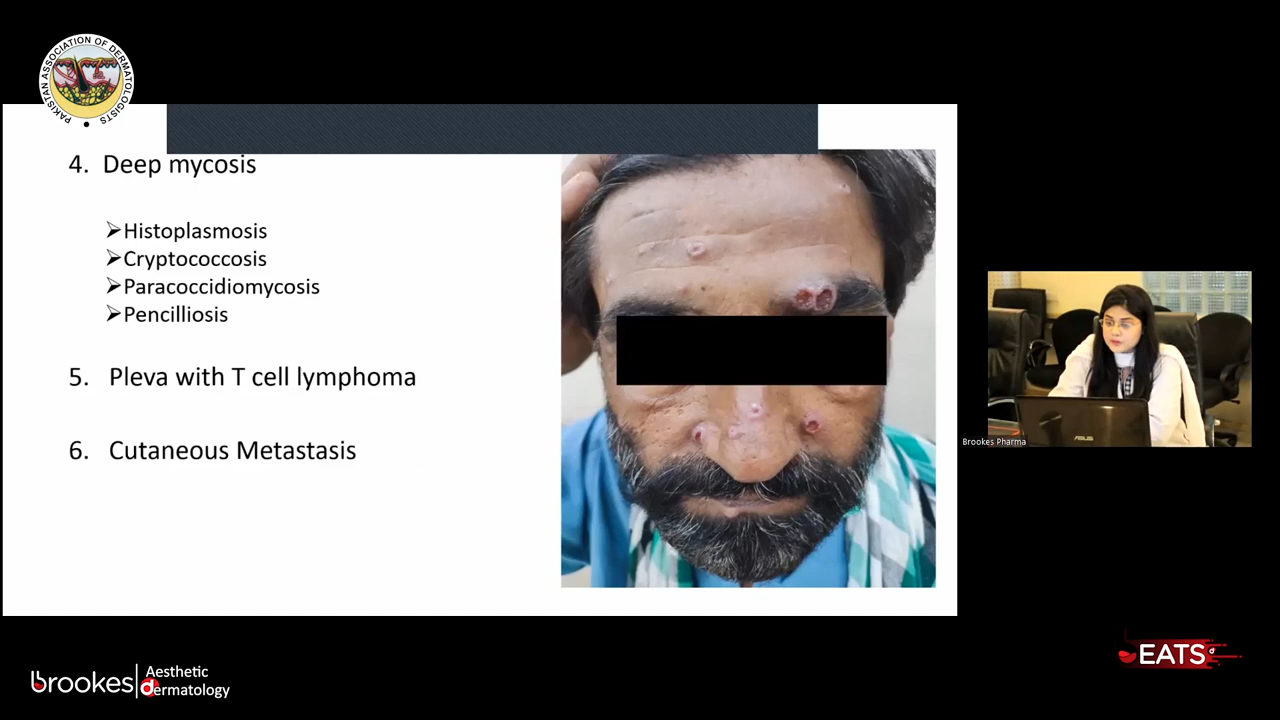 PAKISTAN ASSOCIATION OF DERMATOLOGISTS
4. Deep mycosis
➢Histoplasmosis
➢Cryptococcosis
➢Paracoccidiomycosis
➢Pencilliosis
5. Pleva with T cell lymphoma
6. Cutaneous Metastasis
ASUS
Brookes Pharma
brookes
Aesthetic
dermatology
EATS